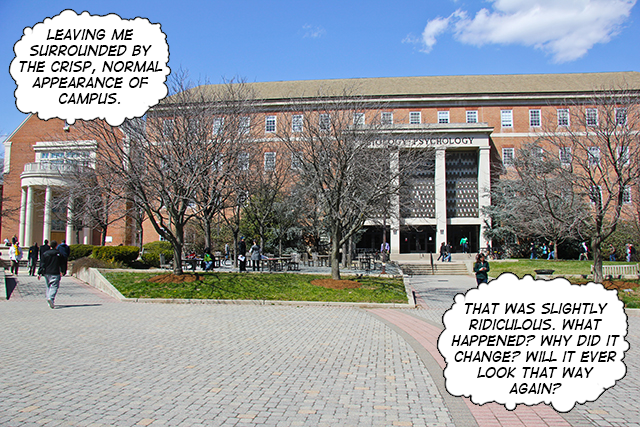 LEAVING ME
SURROUNDED BY
THE CRISP, NORMAL
APPEARANCE OF
CAMPUS.
PSYCHOLOGY
THAT WAS SLIGHTLY
RIDICULOUS. WHAT
HAPPENED? WHY DID IT
CHANGE? WILL IT EVER
LOOK THAT WAY
AGAIN?